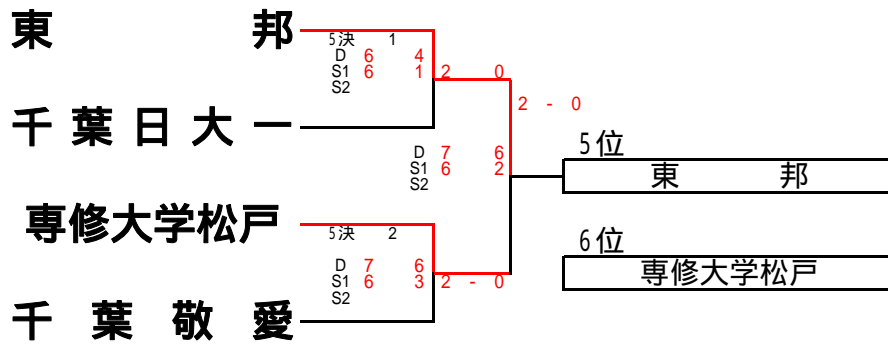 東 邦
5決 1
D 6 4
S1 6 1 2 0
S2
2 - 0
千葉日大一
D 7 6
S1 6 2
S2
5位
東 邦
専修大学松戸
5決 2
D 7 6
S1 6 3 2 - 0
S2
6位
専修大学松戸
千葉敬愛